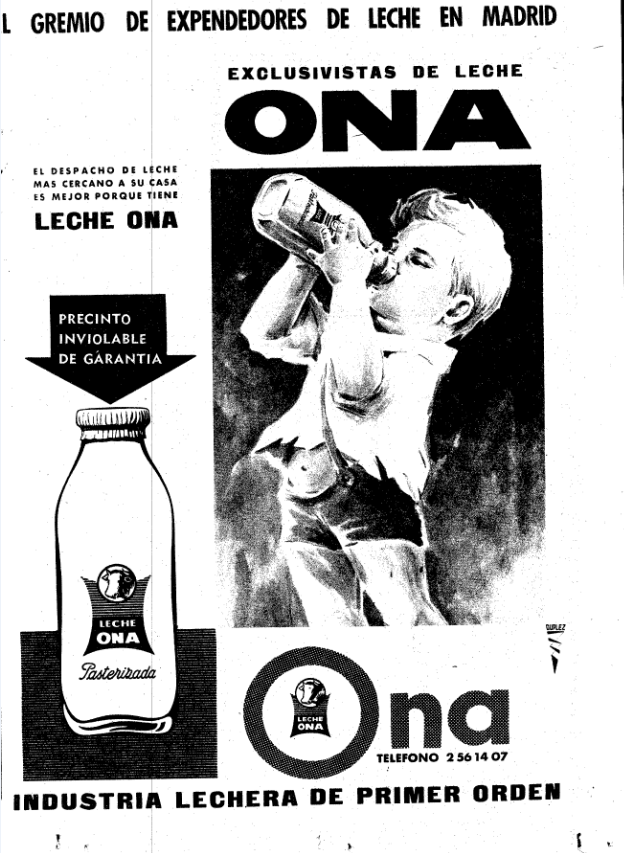 L GREMIO DE EXPENDEDORES DE LECHE EN MADRID
EXCLUSIVISTAS DE LECHE
ONA
EL DESPACHO DE LECHE
MAS CERCANO A SU CASA
ES MEJOR PORQUE TIENE
LECHE ONA
PRECINTO
INVIOLABLE
DE GARANTIA
LECHE
ONA
Pasterizada
DUPLEZ
LECHE
ONA
Ona
TELEFONO 2 56 14 07
INDUSTRIA LECHERA DE PRIMER ORDEN